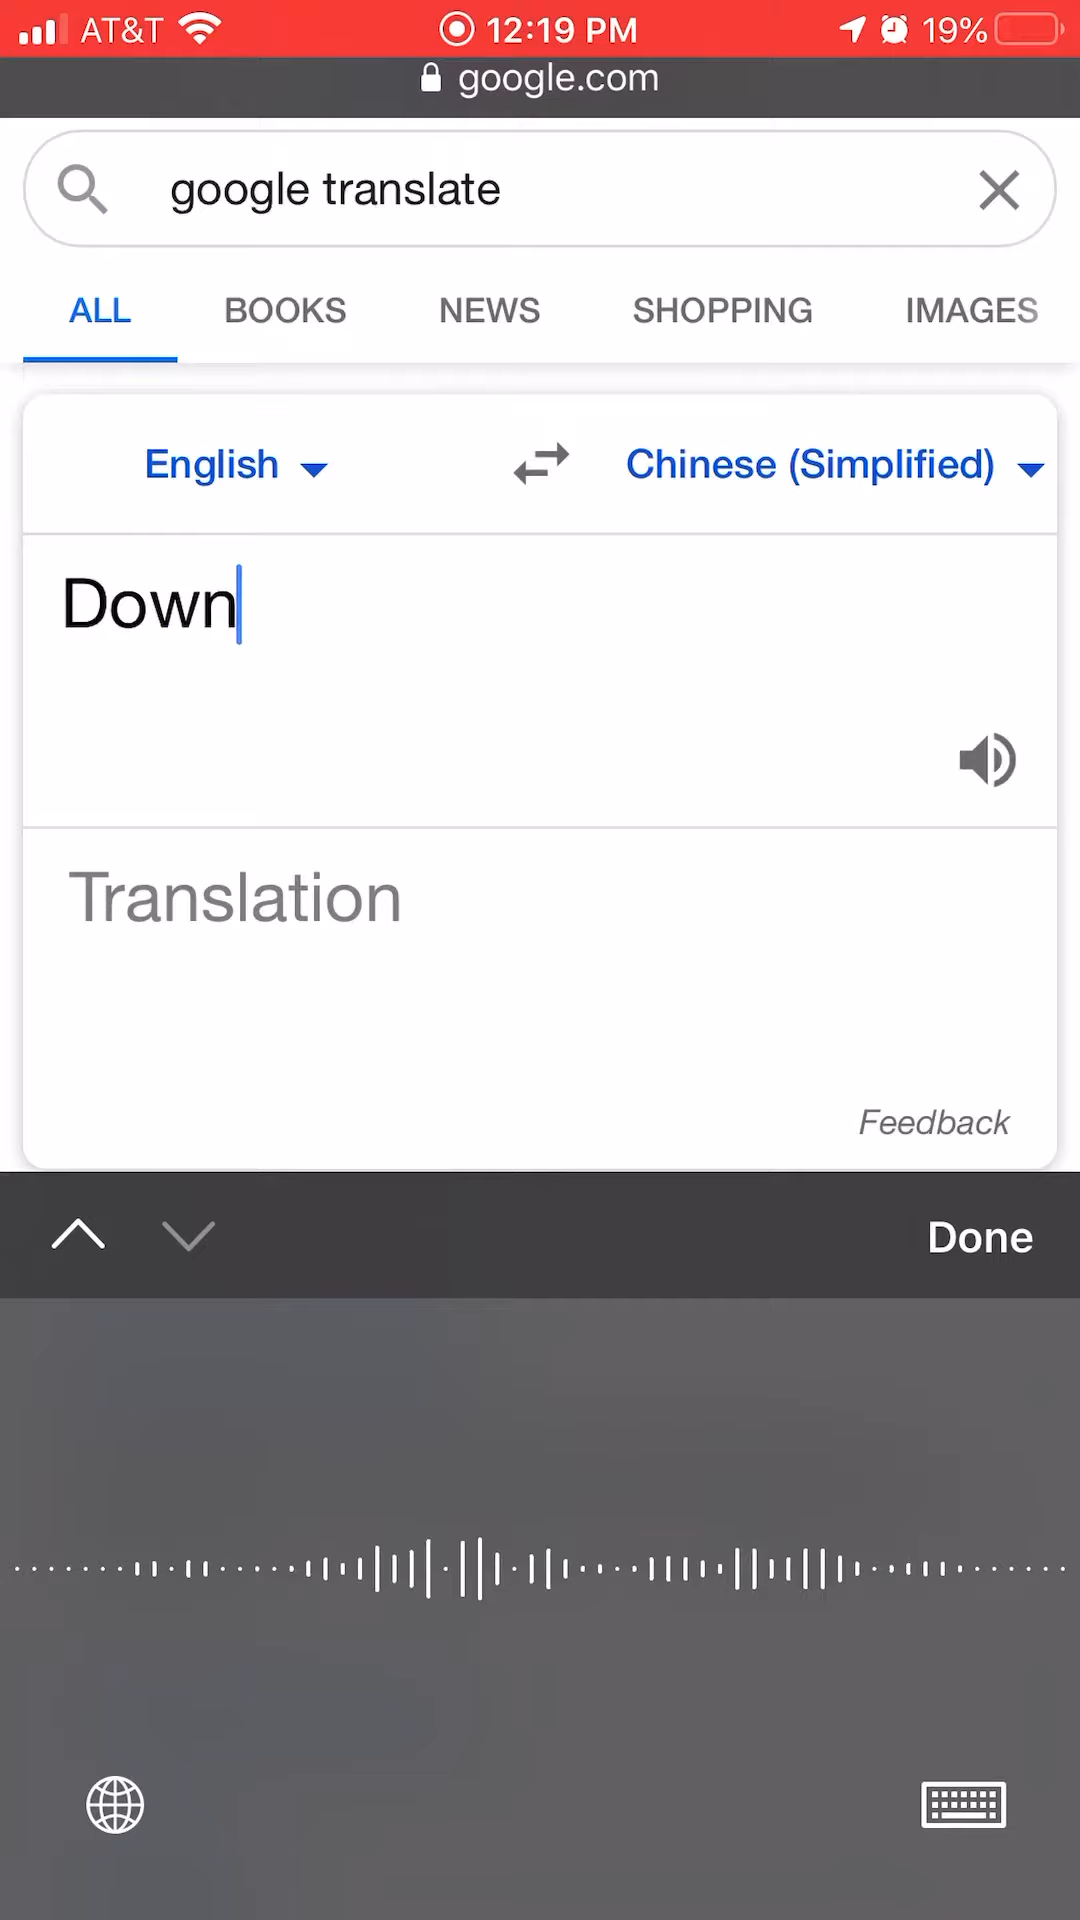 AT&T 12:19 PM 19%
google.com
google translate
ALL BOOKS NEWS SHOPPING IMAGES
English Chinese (Simplified)
Down
Translation
Feedback
Done